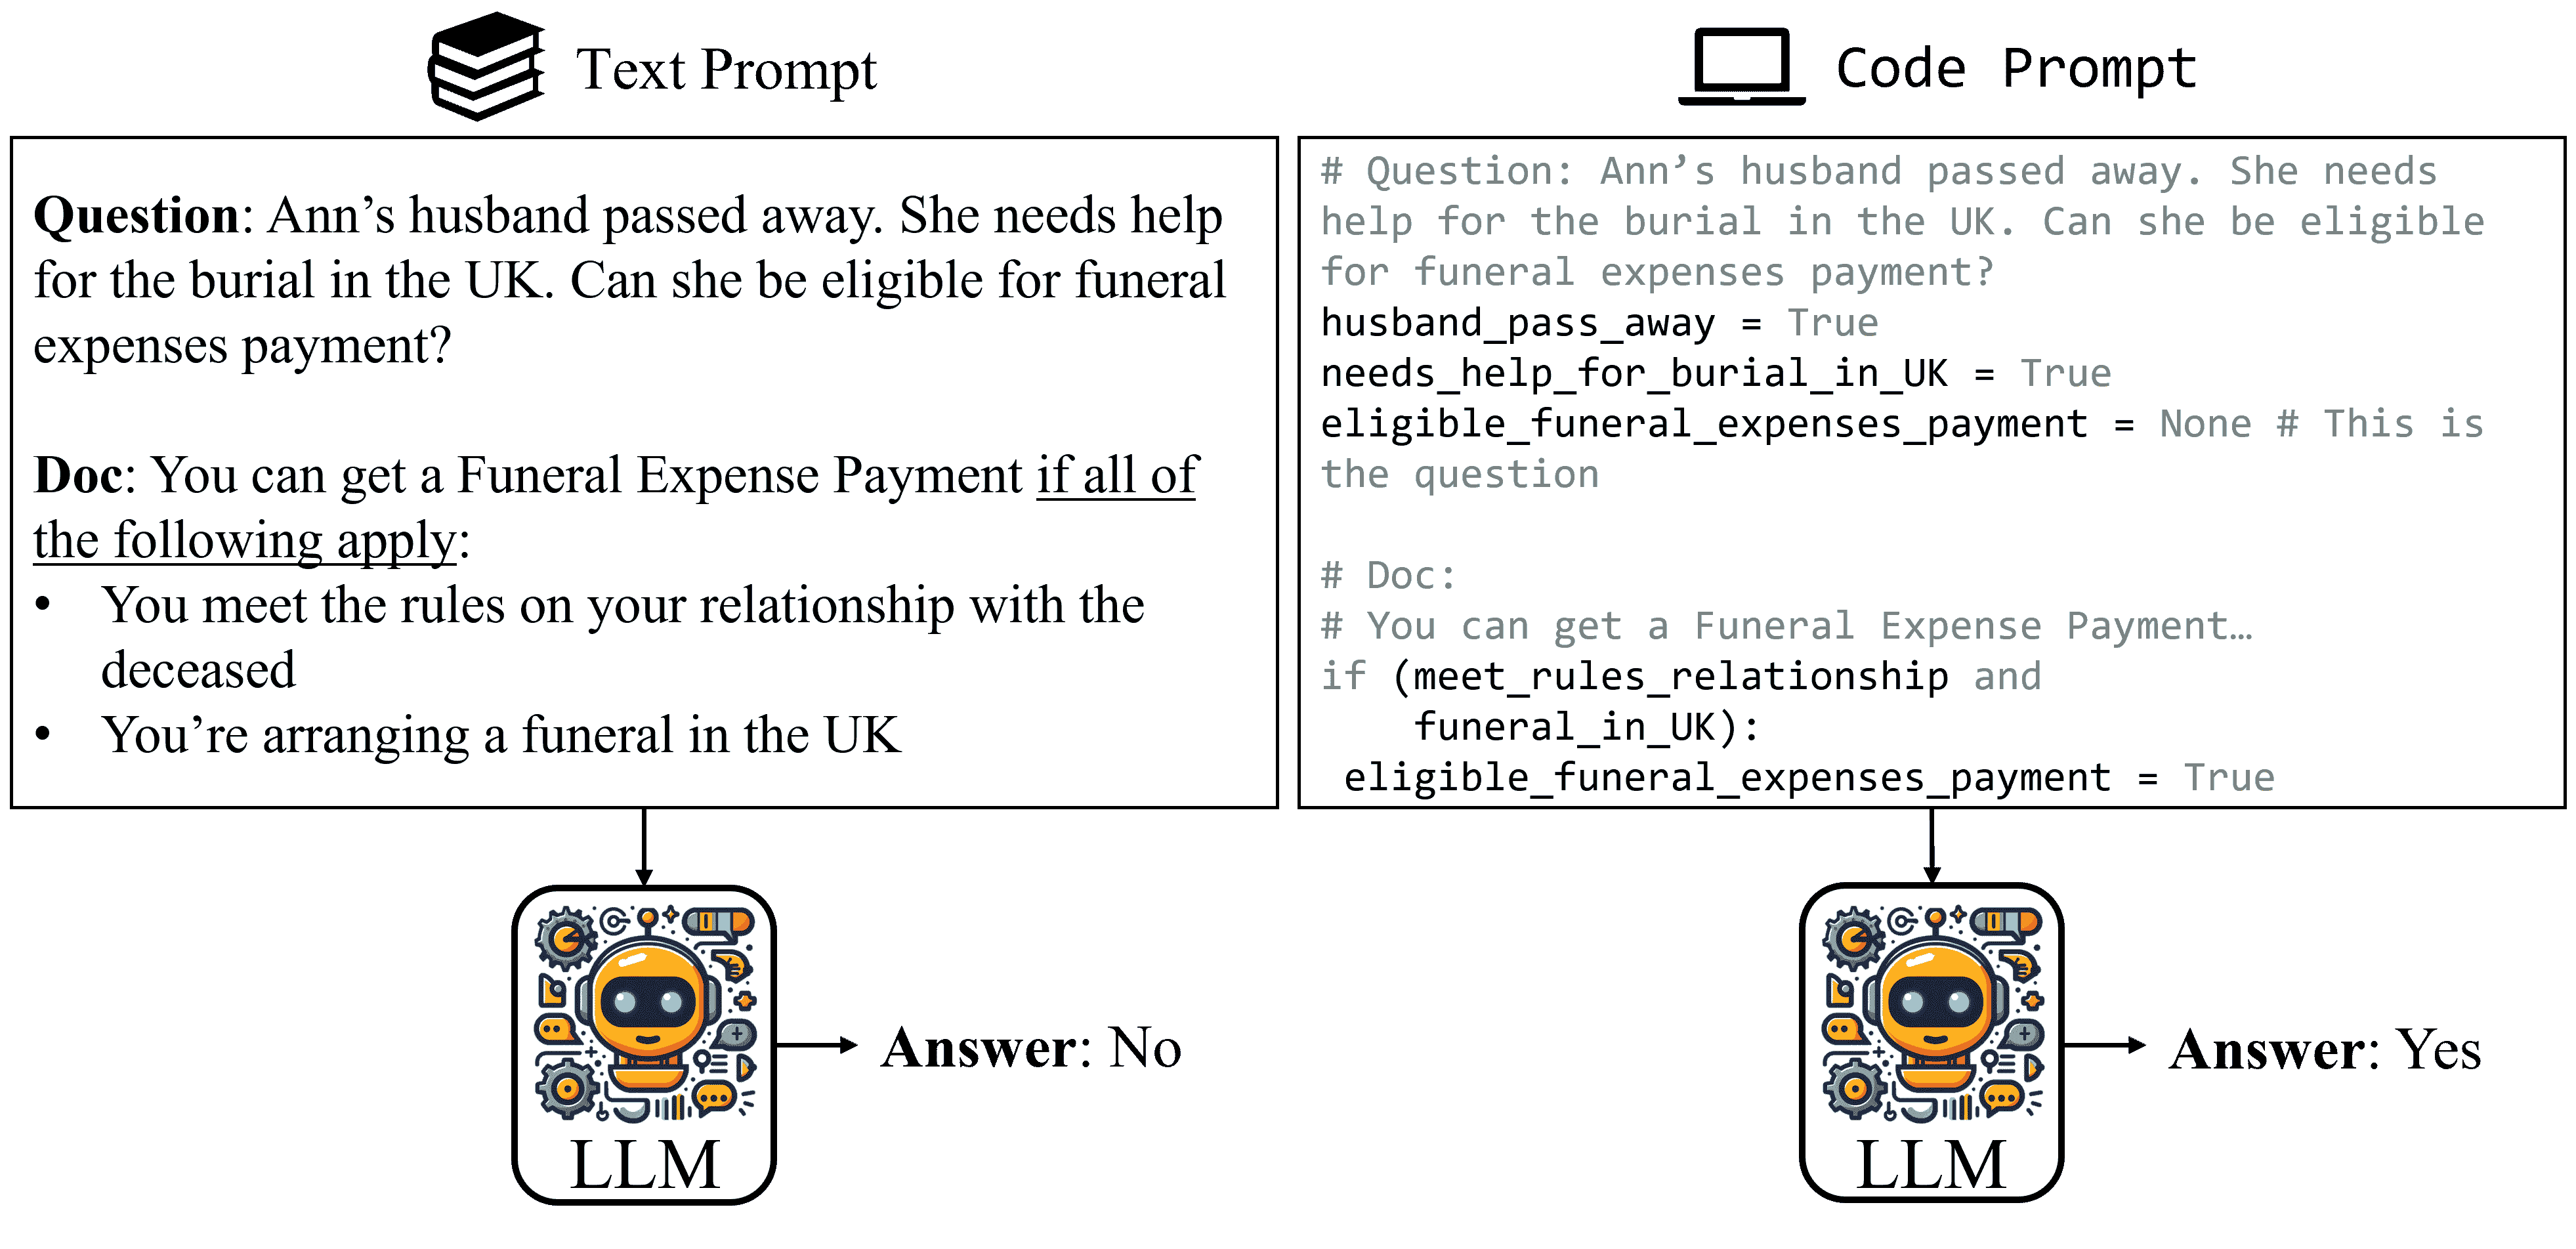 Text Prompt
Question: Ann’s husband passed away. She needs help
for the burial in the UK. Can she be eligible for funeral
expenses payment?
Doc: You can get a Funeral Expense Payment if all of
the following apply:
• You meet the rules on your relationship with the
deceased
• You’re arranging a funeral in the UK
LLM
Answer: No
Code Prompt
# Question: Ann’s husband passed away. She needs
help for the burial in the UK. Can she be eligible
for funeral expenses payment?
husband_pass_away = True
needs_help_for_burial_in_UK = True
eligible_funeral_expenses_payment = None # This is
the question
# Doc:
# You can get a Funeral Expense Payment…
if (meet_rules_relationship and
    funeral_in_UK):
 eligible_funeral_expenses_payment = True
LLM
Answer: Yes